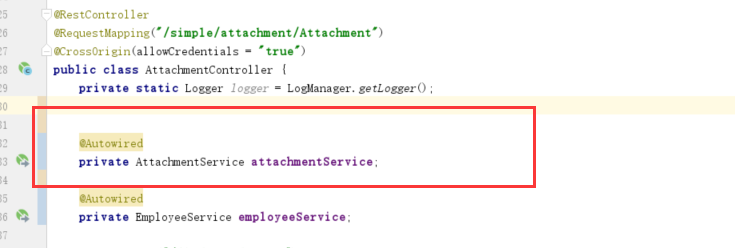 25 @RestController
26 @RequestMapping("/simple/attachment/Attachment")
27 @CrossOrigin(allowCredentials = "true")
28 public class AttachmentController {
29 private static Logger logger = LogManager.getLogger();
30
31
32 @Autowired
33 private AttachmentService attachmentService;
34
35 @Autowired
36 private EmployeeService employeeService;
37